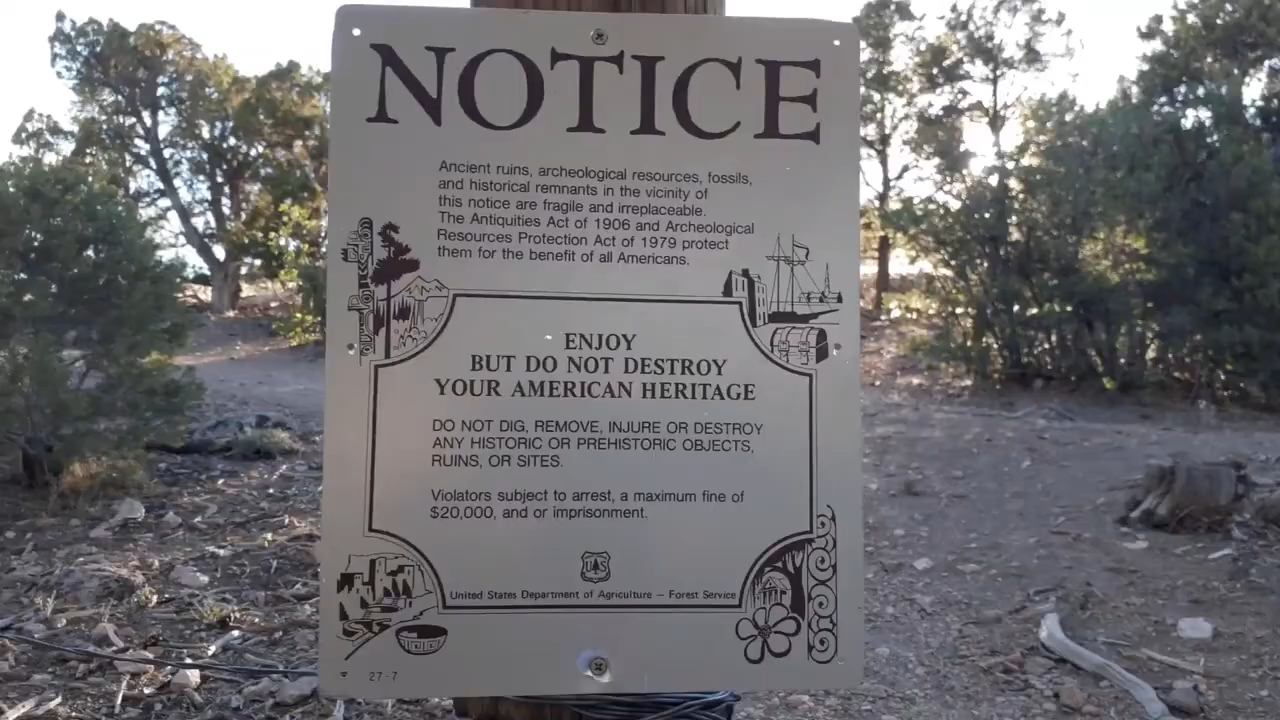 NOTICE
Ancient ruins, archeological resources, fossils,
and historical remnants in the vicinity of
this notice are fragile and irreplaceable.
The Antiquities Act of 1906 and Archeological
Resources Protection Act of 1979 protect
them for the benefit of all Americans.
ENJOY
BUT DO NOT DESTROY
YOUR AMERICAN HERITAGE
DO NOT DIG, REMOVE, INJURE OR DESTROY
ANY HISTORIC OR PREHISTORIC OBJECTS,
RUINS, OR SITES.
Violators subject to arrest, a maximum fine of
$20,000, and or imprisonment.
UAS
United States Department of Agriculture – Forest Service
27-7